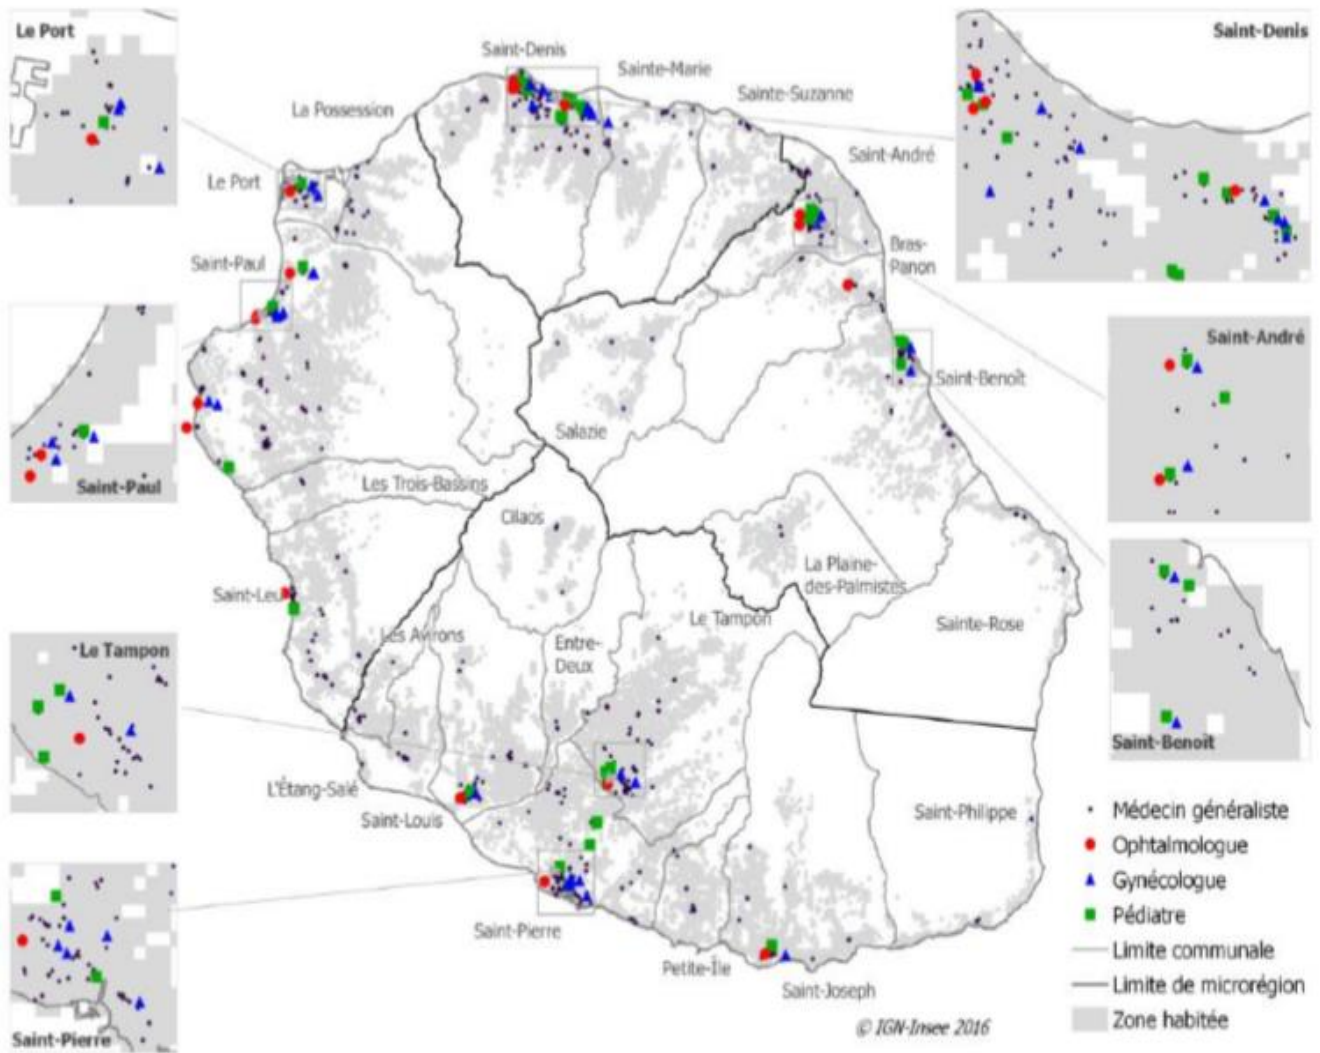 Le Port
Saint-Denis
Saint-Denis
Sainte-Marie
Sainte-Suzanne
La Possession
Saint-André
Le Port
Bras-
Panon
Saint-Paul
Saint-André
Saint-Benoît
Salazie
Saint-Paul
Les Trois-Bassins
Cilaos
La Plaine-
des-Palmistes
Saint-Leu
Le Tampon
Sainte-Rose
Les Avirons
Entre-
Deux
Le Tampon
Saint-Benoît
L'Étang-Salé
Saint-Louis
Saint-Philippe
Médecin généraliste
Ophtalmologue
Gynécologue
Pédiatre
Saint-Pierre
Limite communale
Petite-Île
Limite de microrégion
Saint-Joseph
Zone habitée
© IGN-Insee 2016
Saint-Pierre